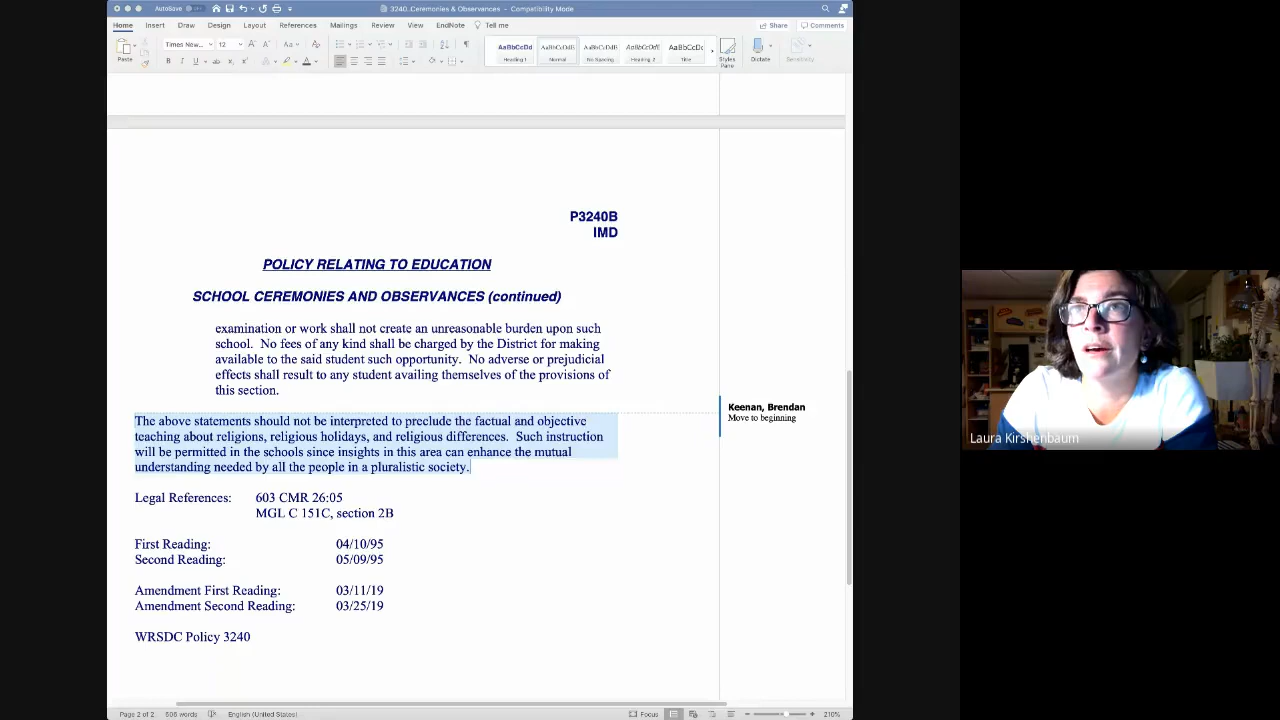 AutoSave
3240..Ceremonies & Observances - Compatibility Mode
Home Insert Draw Design Layout References Mailings Review View EndNote Tell me
Share Comments
Paste
Times New... 12
AaBbCcDd AaBbCcDdEe AaBbCcDdEe AaBbCcDdE AaBbCcDc
Heading 1 Normal No Spacing Heading 2 Title
Styles Pane
Dictate
Sensitivity
P3240B
IMD
POLICY RELATING TO EDUCATION
SCHOOL CEREMONIES AND OBSERVANCES (continued)
examination or work shall not create an unreasonable burden upon such
school. No fees of any kind shall be charged by the District for making
available to the said student such opportunity. No adverse or prejudicial
effects shall result to any student availing themselves of the provisions of
this section.
The above statements should not be interpreted to preclude the factual and objective
teaching about religions, religious holidays, and religious differences. Such instruction
will be permitted in the schools since insights in this area can enhance the mutual
understanding needed by all the people in a pluralistic society.
Keenan, Brendan
Move to beginning
Legal References: 603 CMR 26:05
MGL C 151C, section 2B
First Reading: 04/10/95
Second Reading: 05/09/95
Amendment First Reading: 03/11/19
Amendment Second Reading: 03/25/19
WRSDC Policy 3240
Page 2 of 2 506 words English (United States) Focus 210%
Laura Kirshenbaum